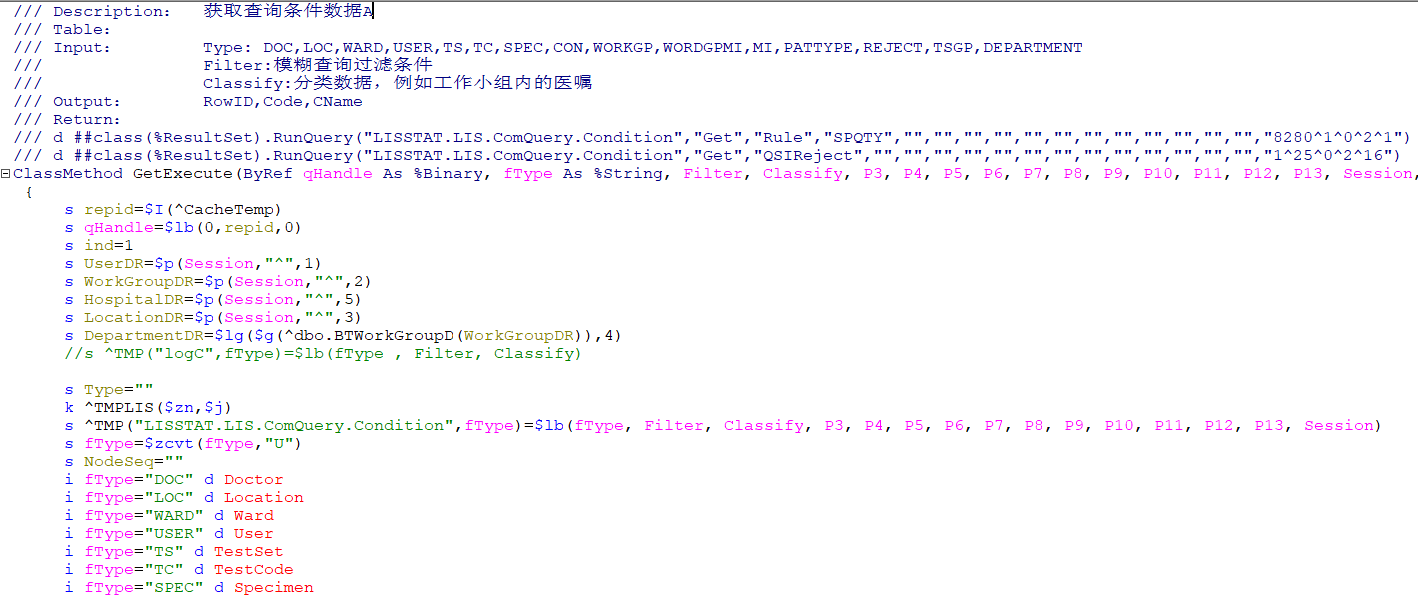 /// Description:   获取查询条件数据A
/// Table:
/// Input:         Type: DOC,LOC,WARD,USER,TS,TC,SPEC,CON,WORKGP,WORDGPMI,MI,PATTYPE,REJECT,TSGP,DEPARTMENT
///                Filter:模糊查询过滤条件
///                Classify:分类数据，例如工作小组内的医嘱
/// Output:        RowID,Code,CName
/// Return:
/// d ##class(%ResultSet).RunQuery("LISSTAT.LIS.ComQuery.Condition","Get","Rule","SPQTY","","","","","","","","","","","","","8280^1^0^2^1")
/// d ##class(%ResultSet).RunQuery("LISSTAT.LIS.ComQuery.Condition","Get","QSIReject","","","","","","","","","","","","","","1^25^0^2^16")
ClassMethod GetExecute(ByRef qHandle As %Binary, fType As %String, Filter, Classify, P3, P4, P5, P6, P7, P8, P9, P10, P11, P12, P13, Session,
{
s repid=$I(^CacheTemp)
s qHandle=$lb(0,repid,0)
s ind=1
s UserDR=$p(Session,"^",1)
s WorkGroupDR=$p(Session,"^",2)
s HospitalDR=$p(Session,"^",5)
s LocationDR=$p(Session,"^",3)
s DepartmentDR=$lg($g(^dbo.BTWorkGroupD(WorkGroupDR)),4)
//s ^TMP("logC",fType)=$lb(fType , Filter, Classify)
s Type=""
k ^TMPLIS($zn,$j)
s ^TMP("LISSTAT.LIS.ComQuery.Condition",fType)=$lb(fType, Filter, Classify, P3, P4, P5, P6, P7, P8, P9, P10, P11, P12, P13, Session)
s fType=$zcvt(fType,"U")
s NodeSeq=""
i fType="DOC" d Doctor
i fType="LOC" d Location
i fType="WARD" d Ward
i fType="USER" d User
i fType="TS" d TestSet
i fType="TC" d TestCode
i fType="SPEC" d Specimen